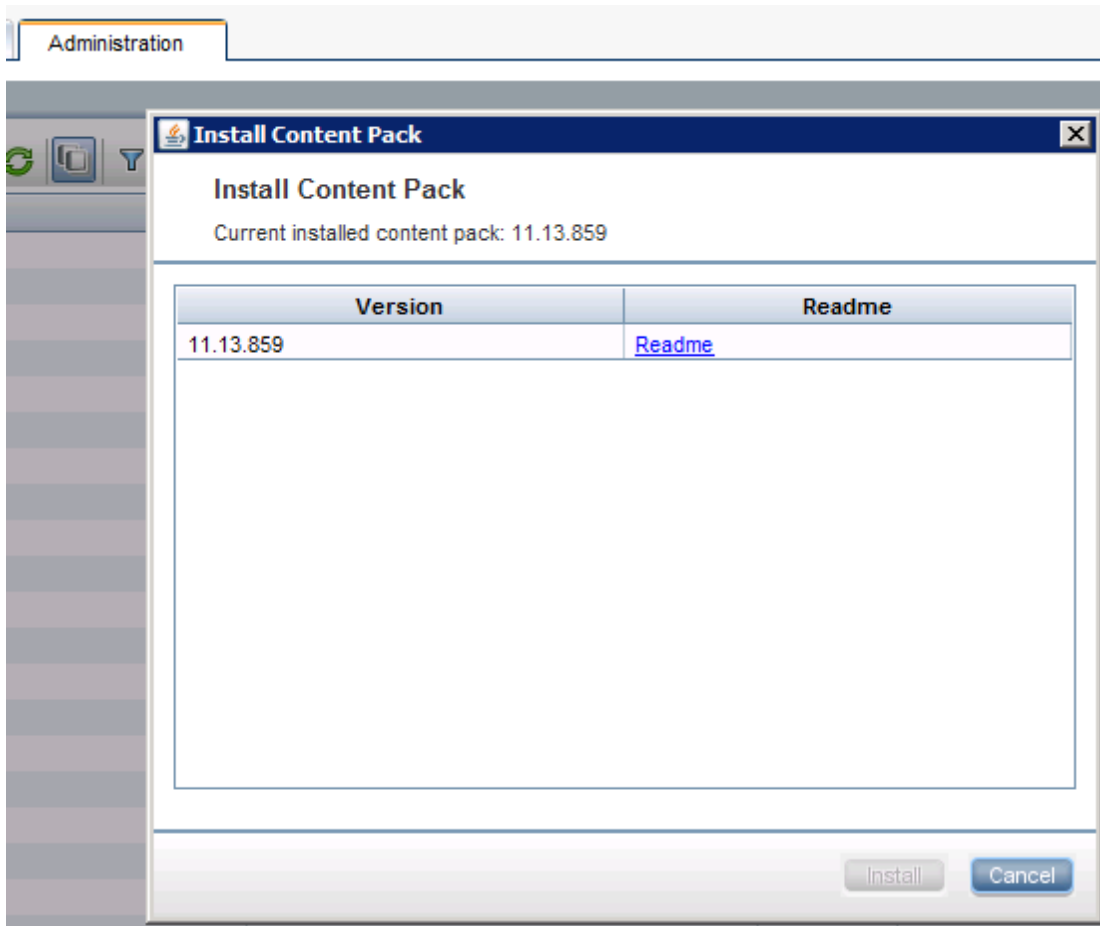 Administration
Install Content Pack
Install Content Pack
Current installed content pack: 11.13.859
Version Readme
11.13.859 Readme
Install Cancel